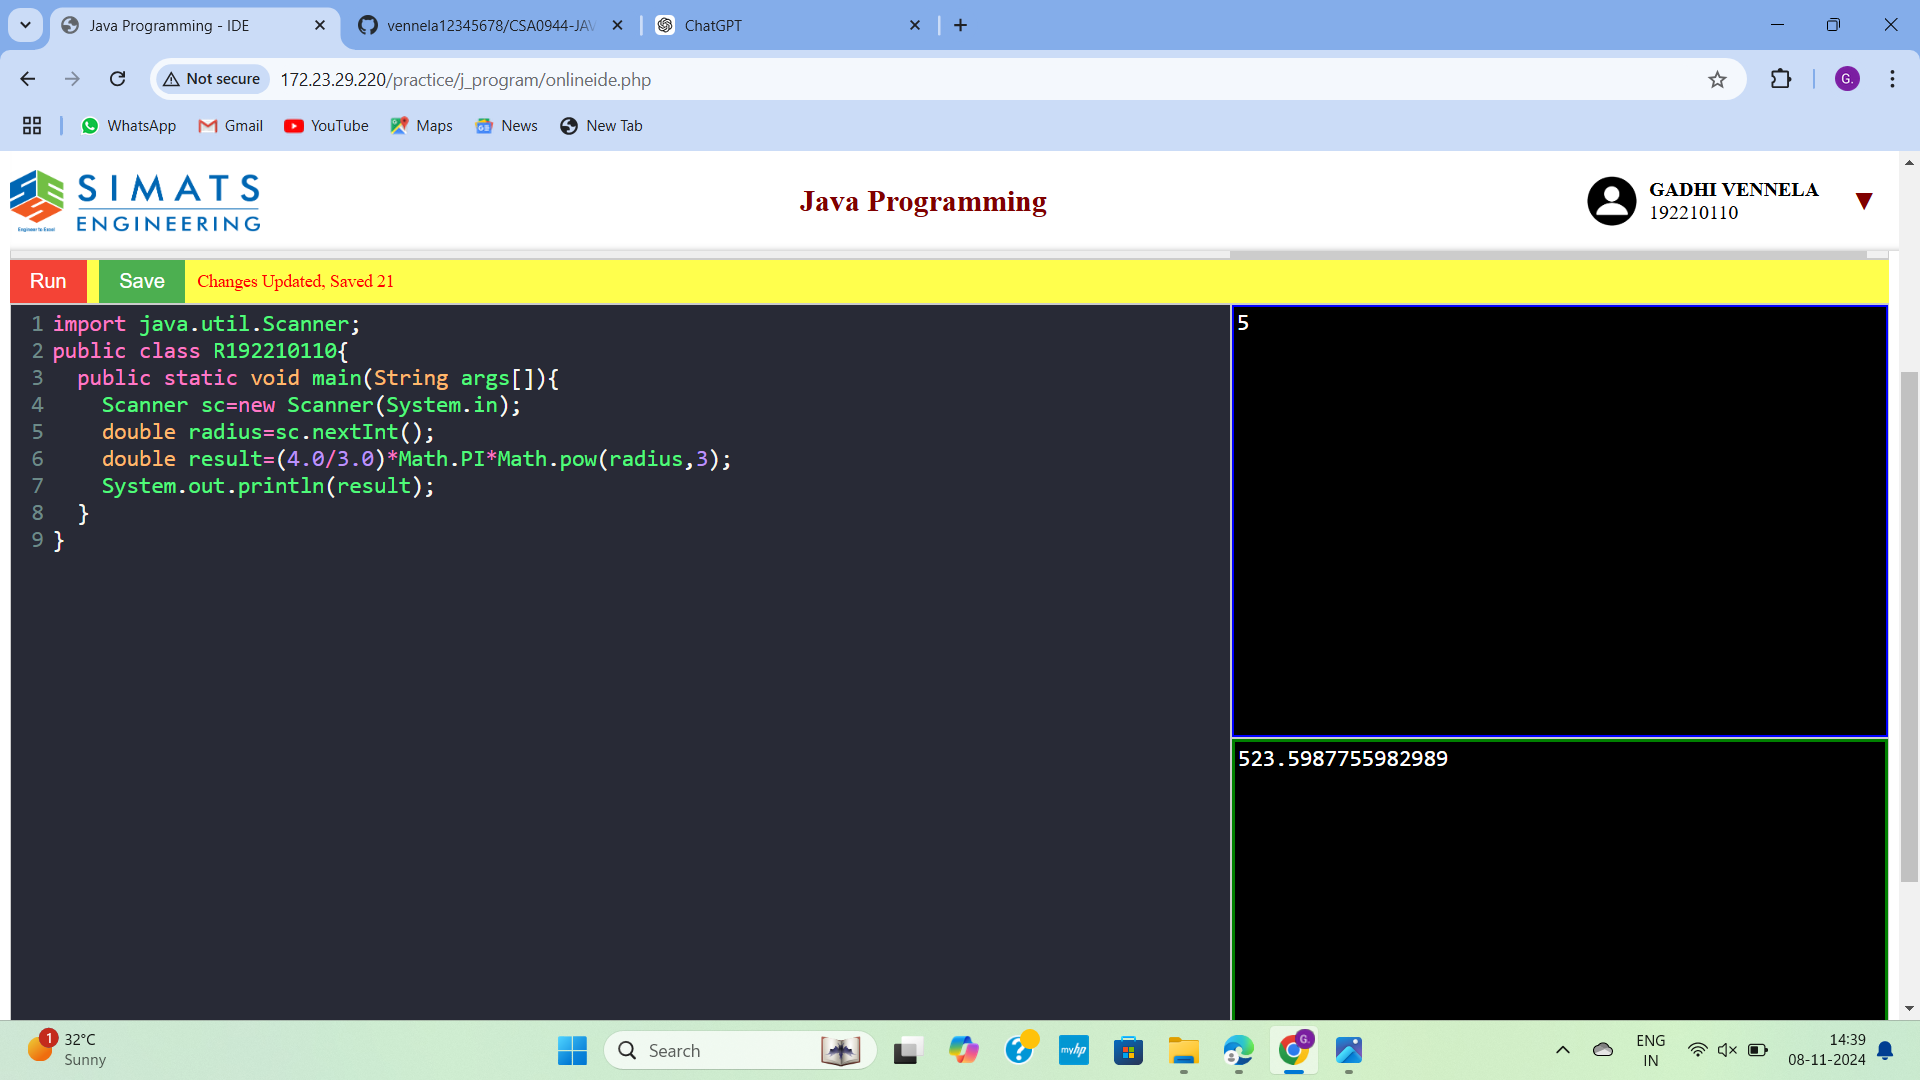 Java Programming - IDE
vennela12345678/CSA0944-JAV
ChatGPT
Not secure
172.23.29.220/practice/j_program/onlineide.php
G.
WhatsApp
Gmail
YouTube
Maps
News
New Tab
SIMATS
ENGINEERING
Engineer to Excel
Java Programming
GADHI VENNELA
192210110
Run
Save
Changes Updated, Saved 21
1 import java.util.Scanner;
2 public class R192210110{
3 public static void main(String args[]){
4 Scanner sc=new Scanner(System.in);
5 double radius=sc.nextInt();
6 double result=(4.0/3.0)*Math.PI*Math.pow(radius,3);
7 System.out.println(result);
8 }
9 }
5
523.5987755982989
1
32°C
Sunny
Search
myhp
G.
ENG
IN
14:39
08-11-2024